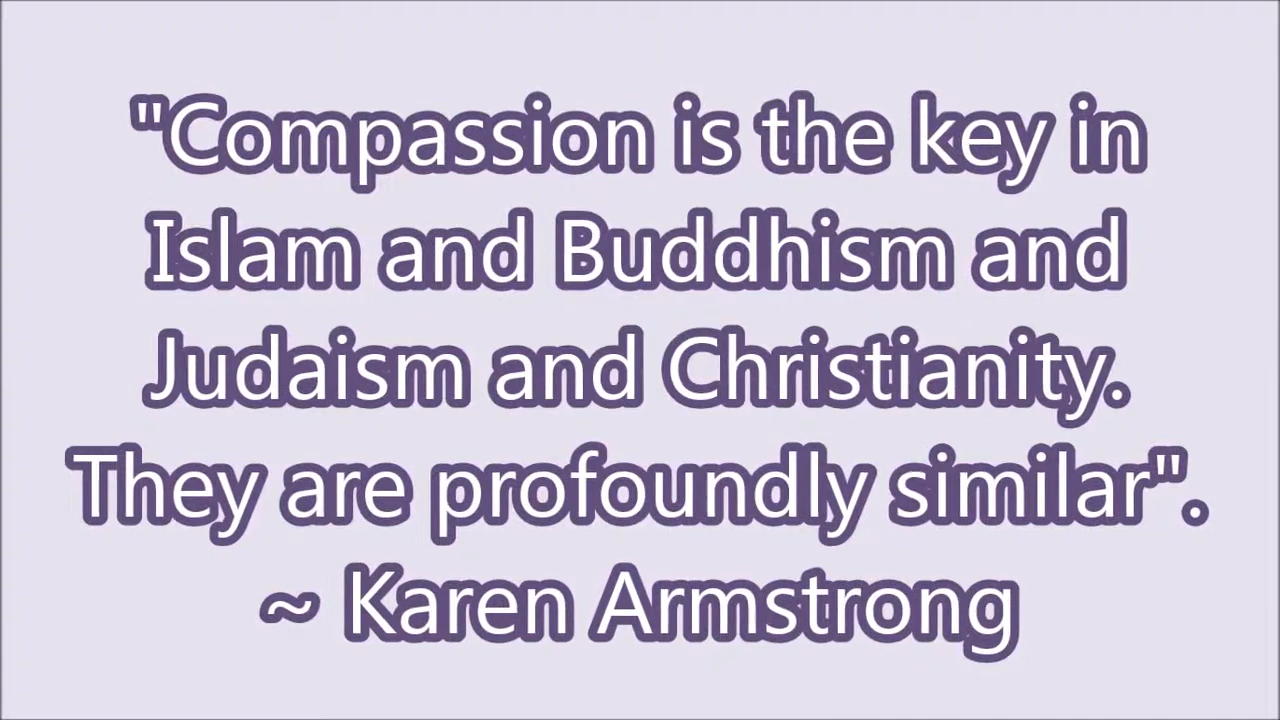 "Compassion is the key in
Islam and Buddhism and
Judaism and Christianity.
They are profoundly similar".
~ Karen Armstrong